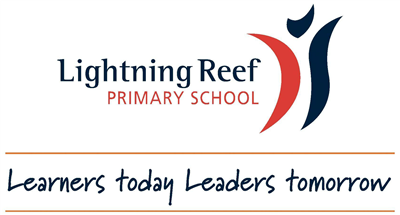 Lightning Reef
PRIMARY SCHOOL
Learners today Leaders tomorrow